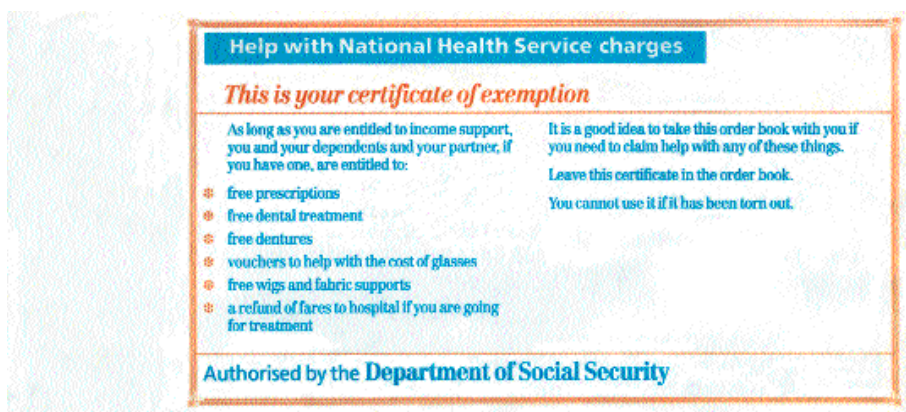 Help with National Health Service charges
This is your certificate of exemption
As long as you are entitled to income support,
you and your dependents and your partner, if
you have one, are entitled to:
free prescriptions
free dental treatment
free dentures
vouchers to help with the cost of glasses
free wigs and fabric supports
a refund of fares to hospital if you are going
for treatment
It is a good idea to take this order book with you if
you need to claim help with any of these things.
Leave this certificate in the order book.
You cannot use it if it has been torn out.
Authorised by the Department of Social Security